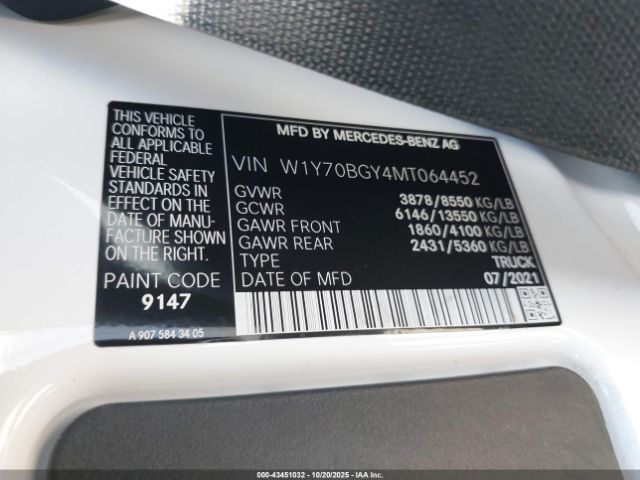 THIS VEHICLE
CONFORMS TO ALL
APPLICABLE FEDERAL
MOTOR
VEHICLE SAFETY
STANDARDS IN
EFFECT ON THE
DATE OF MANU-
FACTURE SHOWN
ON THE RIGHT.
PAINT CODE
9147
A 907 584 34 05
MFD BY MERCEDES-BENZ AG
VIN W1Y70BGY4MT064452
GVWR 3878/8550 KG/LB
GCWR 6146/13550 KG/LB
GAWR FRONT 1860/4100 KG/LB
GAWR REAR 2431/5360 KG/LB
TYPE TRUCK
DATE OF MFD 07/2021
000-43451032 - 10/20/2025 - IAAI.COM